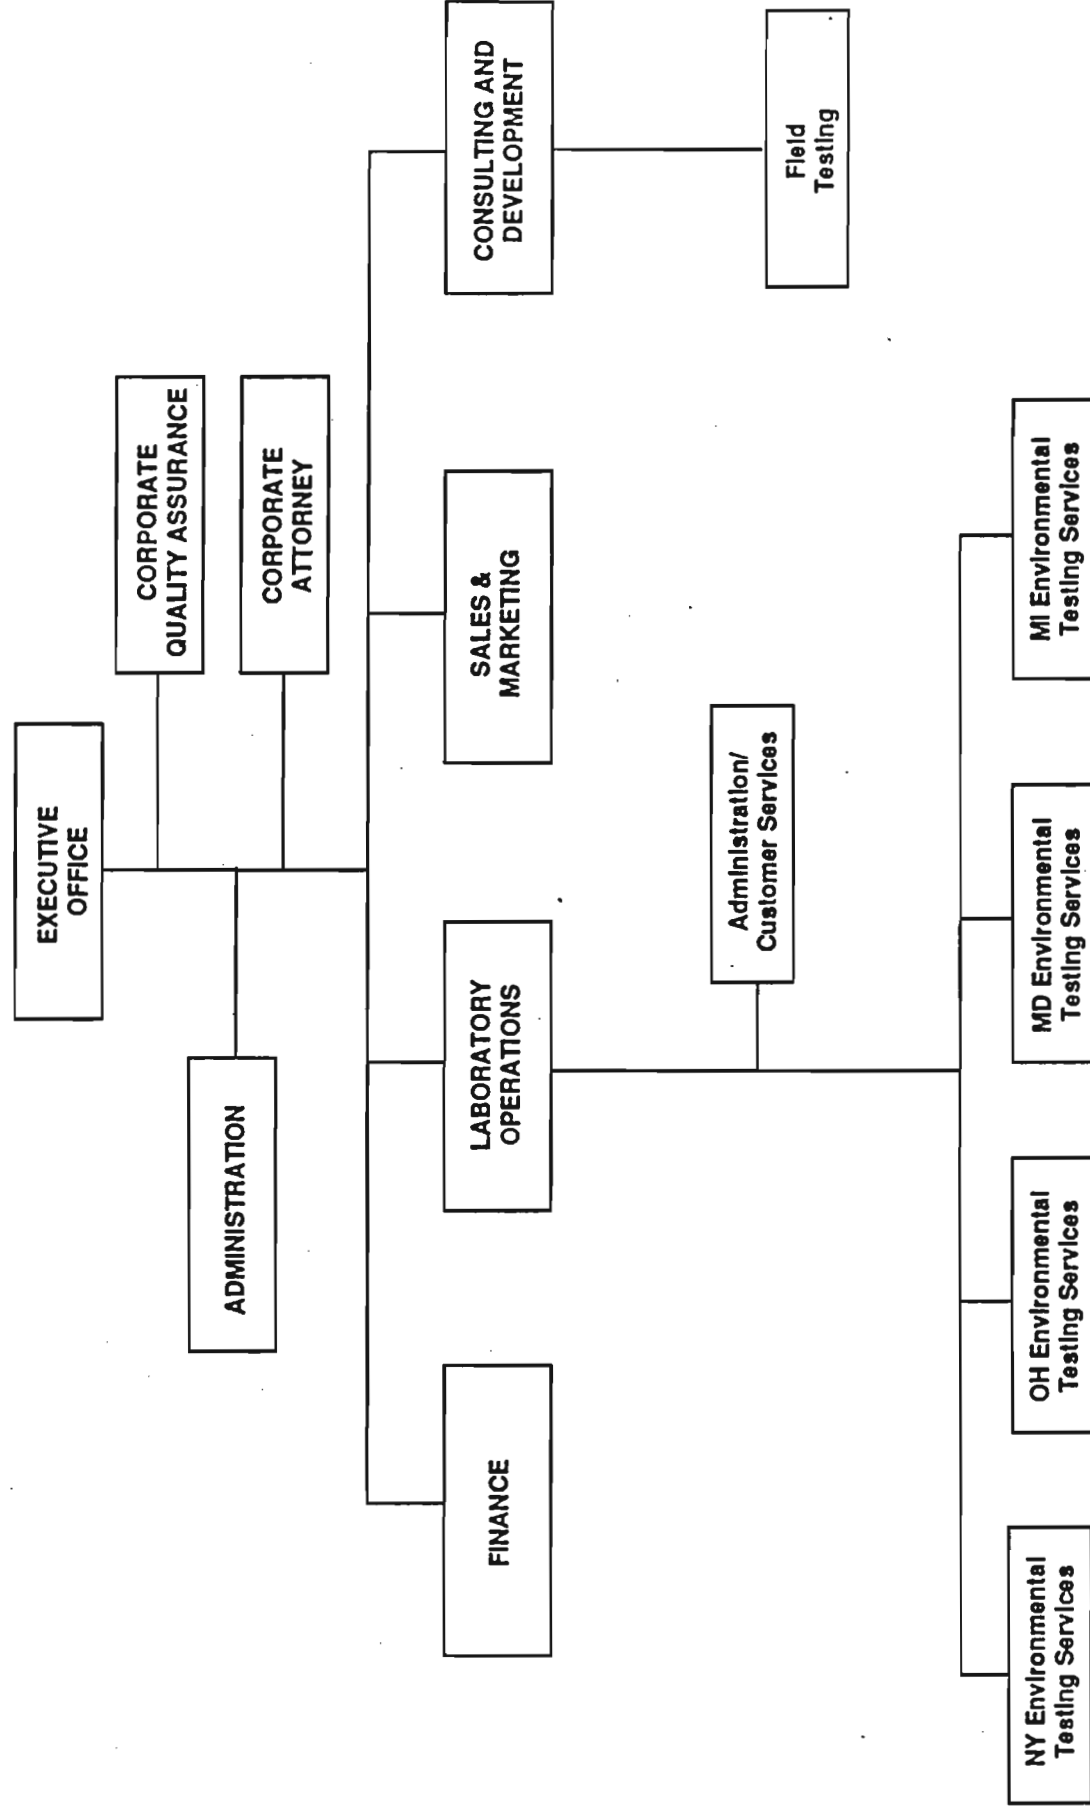 EXECUTIVE
OFFICE
CORPORATE
QUALITY ASSURANCE
ADMINISTRATION
CORPORATE
ATTORNEY
FINANCE
LABORATORY
OPERATIONS
SALES &
MARKETING
CONSULTING AND
DEVELOPMENT
Administration/
Customer Services
Field
Testing
NY Environmental
Testing Services
OH Environmental
Testing Services
MD Environmental
Testing Services
MI Environmental
Testing Services